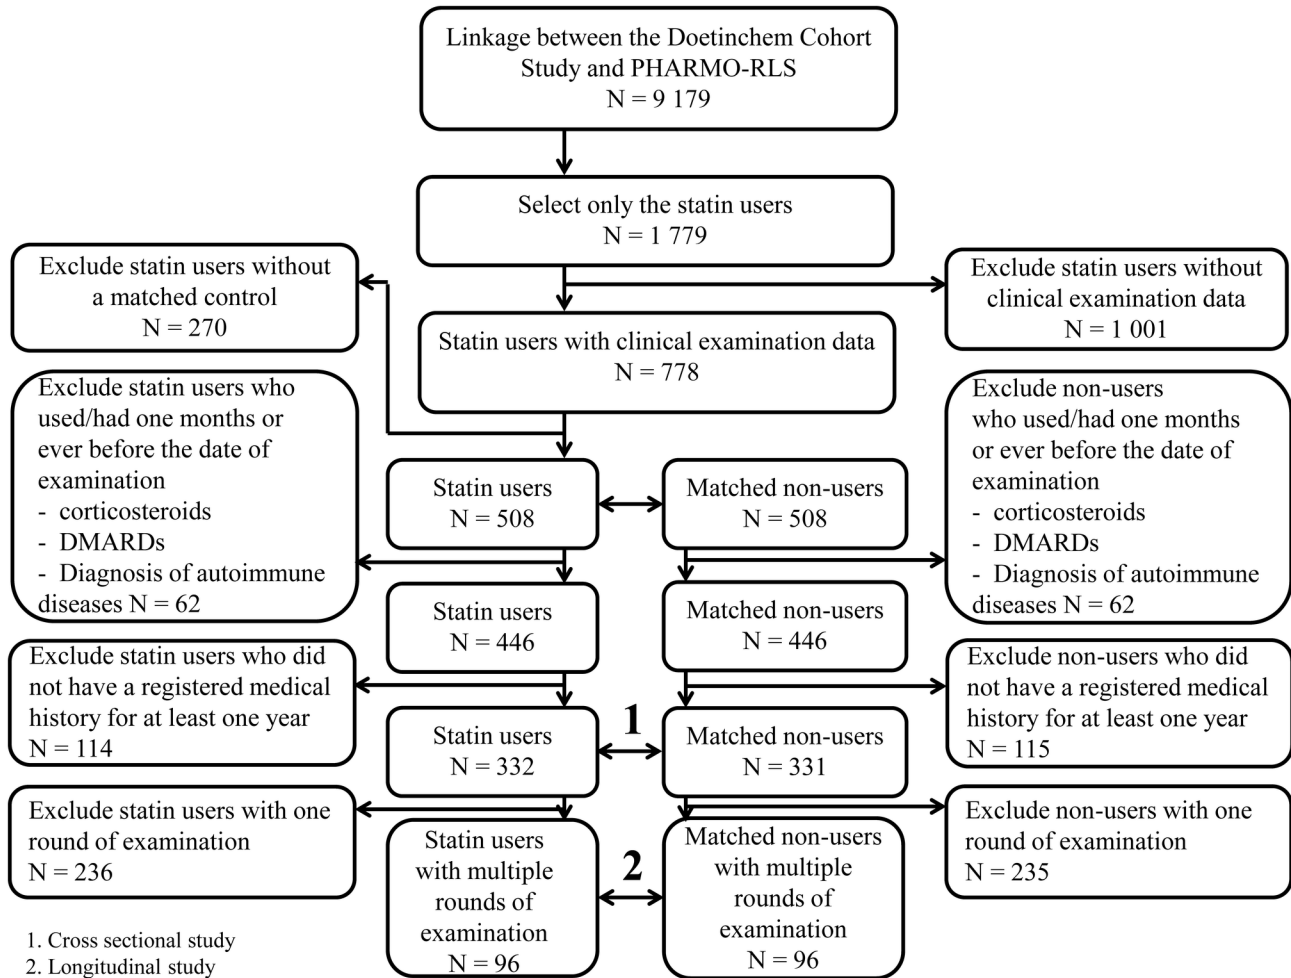 Linkage between the Doetinchem Cohort
Study and PHARMO-RLS
N = 9 179
Select only the statin users
N = 1 779
Exclude statin users without
a matched control
N = 270
Exclude statin users without
clinical examination data
N = 1 001
Statin users with clinical examination data
N = 778
Exclude statin users who
used/had one months or
ever before the date of
examination
- corticosteroids
- DMARDs
- Diagnosis of autoimmune
diseases N = 62
Exclude non-users
who used/had one months
or ever before the date of
examination
- corticosteroids
- DMARDs
- Diagnosis of autoimmune
diseases N = 62
Statin users
N = 508
Matched non-users
N = 508
Statin users
N = 446
Matched non-users
N = 446
Exclude statin users who did
not have a registered medical
history for at least one year
N = 114
Exclude non-users who did
not have a registered medical
history for at least one year
N = 115
Statin users
N = 332
1
Matched non-users
N = 331
Exclude statin users with one
round of examination
N = 236
Exclude non-users with one
round of examination
N = 235
Statin users
with multiple
rounds of
examination
N = 96
2
Matched non-users
with multiple
rounds of
examination
N = 96
1. Cross sectional study
2. Longitudinal study